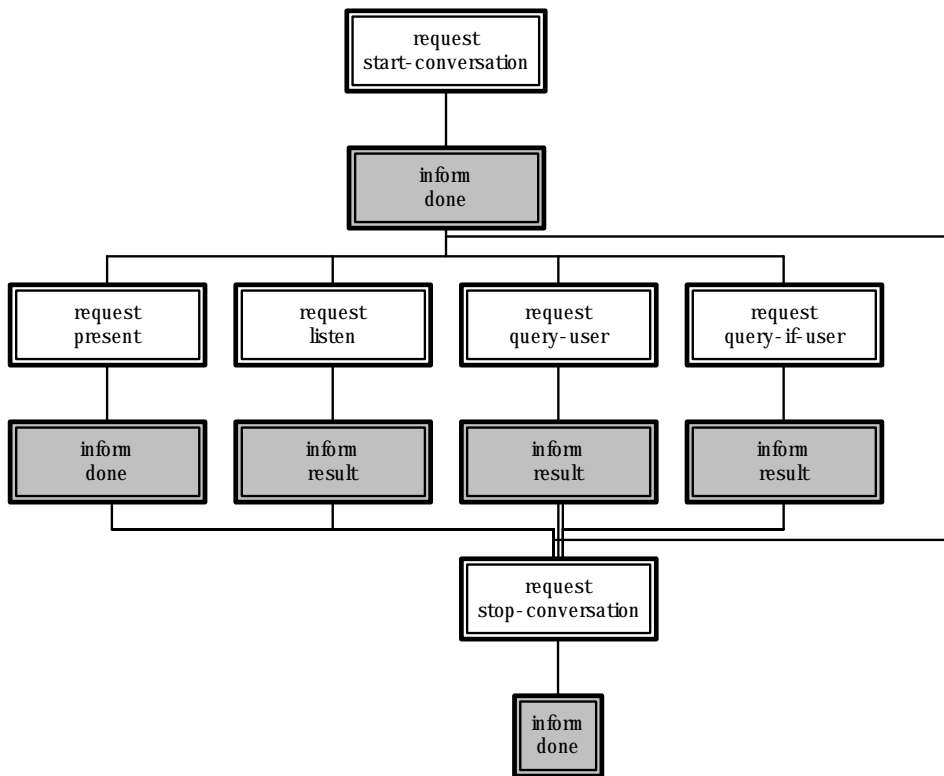 request
start-conversation
inform
done
request
present
request
listen
request
query-user
request
query-if-user
inform
done
inform
result
inform
result
inform
result
request
stop-conversation
inform
done